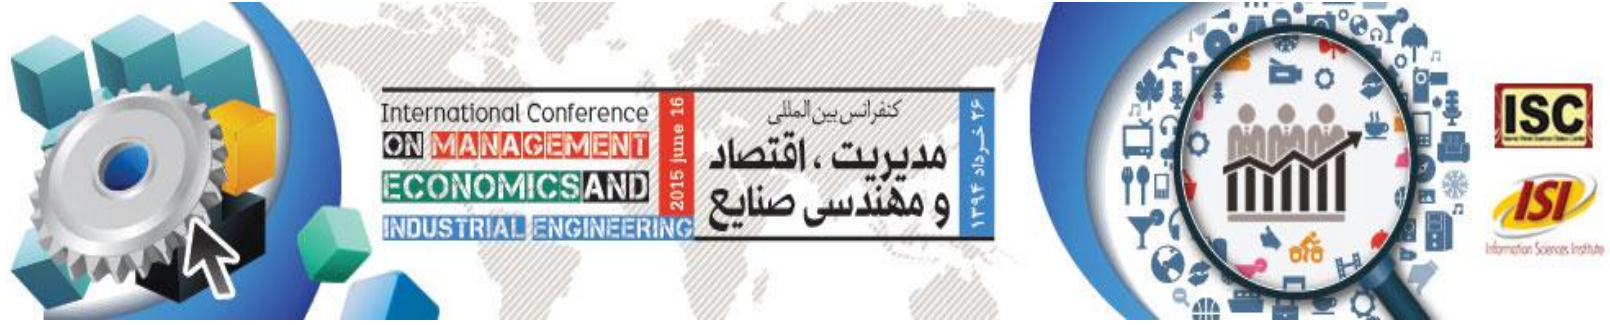 International Conference
ON MANAGEMENT
ECONOMICS AND
INDUSTRIAL ENGINEERING
2015 june 16
کنفرانس بین المللی
مدیریت ، اقتصاد
و مهندسی صنایع
۲۶ خرداد ۱۳۹۴
ISC
ISI
Information Sciences Institute